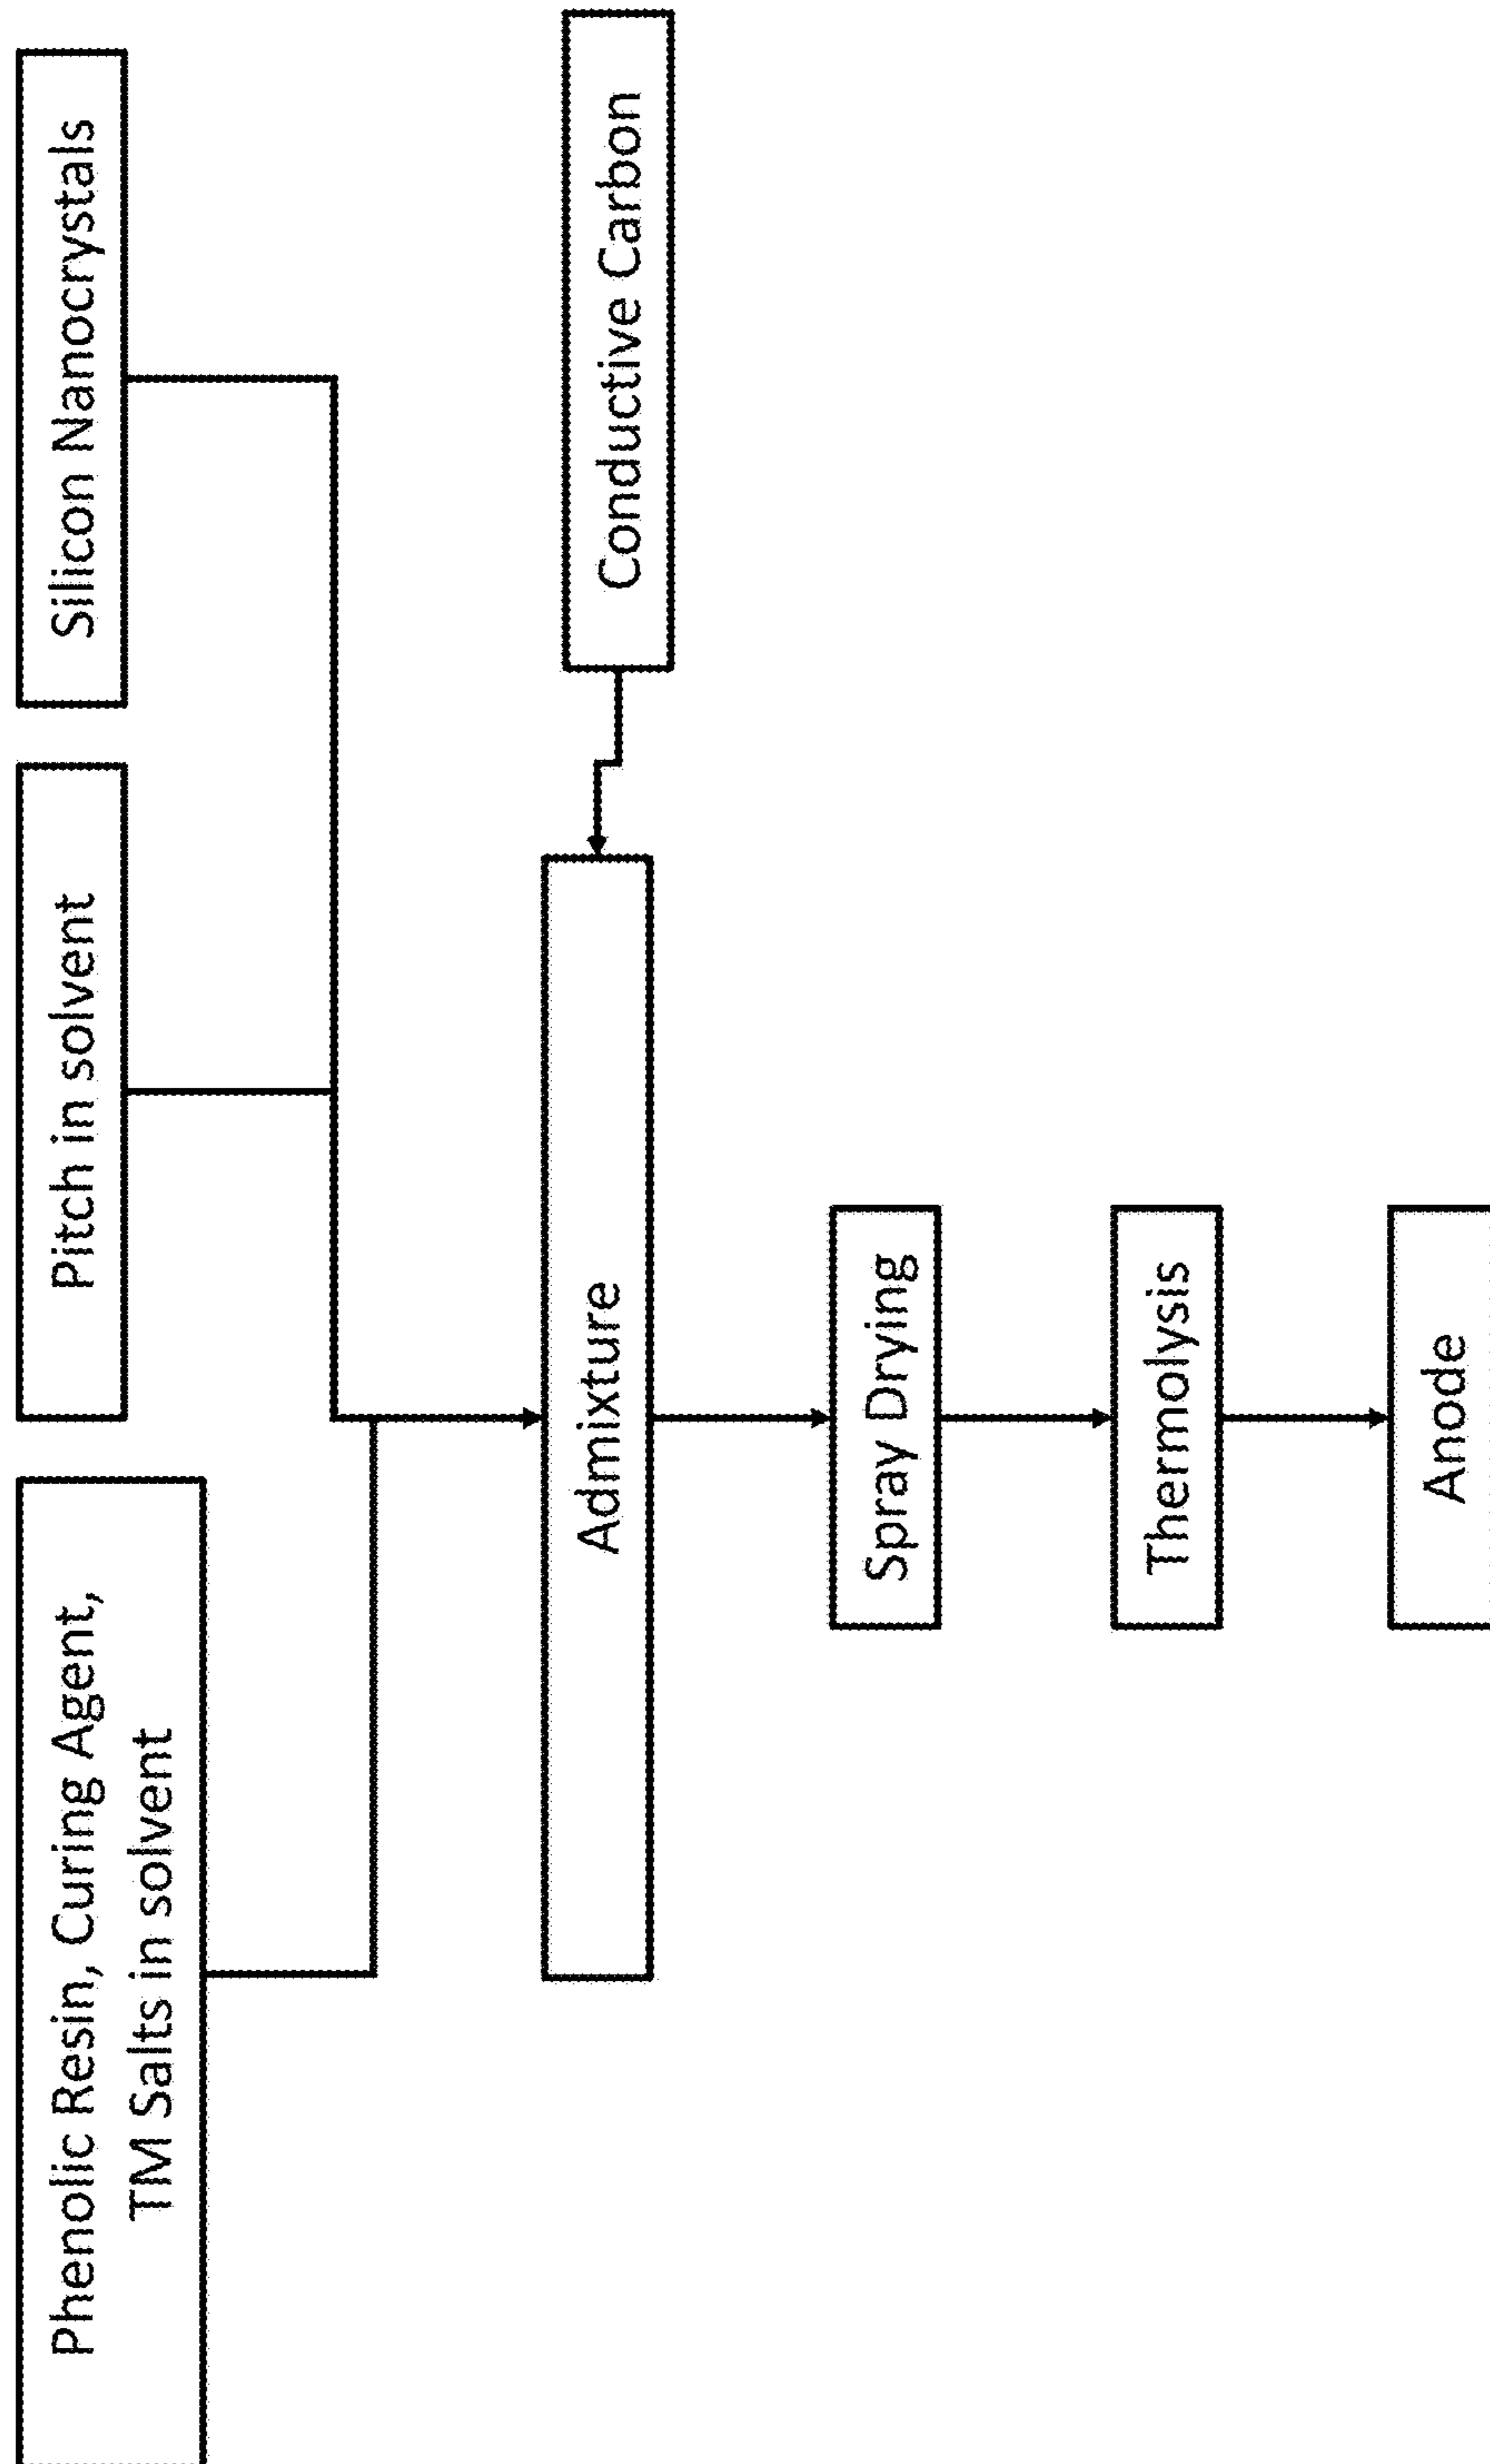 Phenolic Resin, Curing Agent,
TM Salts in solvent
Pitch in solvent
Silicon Nanocrystals
Admixture
Conductive Carbon
Spray Drying
Thermolysis
Anode